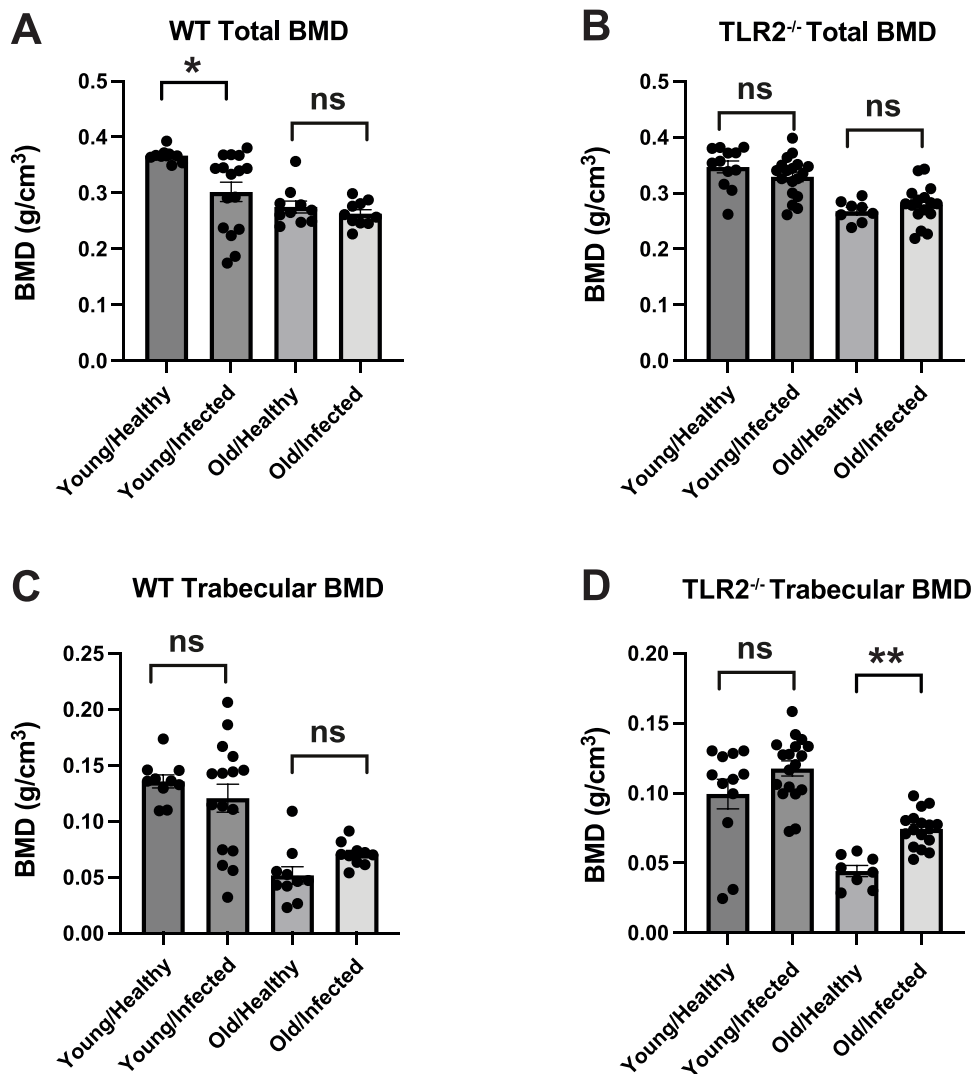 A
WT Total BMD
BMD (g/cm³)
0.5
0.4
0.3
0.2
0.1
0.0
*
ns
Young/Healthy
Young/Infected
Old/Healthy
Old/Infected
B
TLR2⁻/⁻ Total BMD
BMD (g/cm³)
0.5
0.4
0.3
0.2
0.1
0.0
ns
ns
Young/Healthy
Young/Infected
Old/Healthy
Old/Infected
C
WT Trabecular BMD
BMD (g/cm³)
0.25
0.20
0.15
0.10
0.05
0.00
ns
ns
Young/Healthy
Young/Infected
Old/Healthy
Old/Infected
D
TLR2⁻/⁻ Trabecular BMD
BMD (g/cm³)
0.20
0.15
0.10
0.05
0.00
ns
**
Young/Healthy
Young/Infected
Old/Healthy
Old/Infected